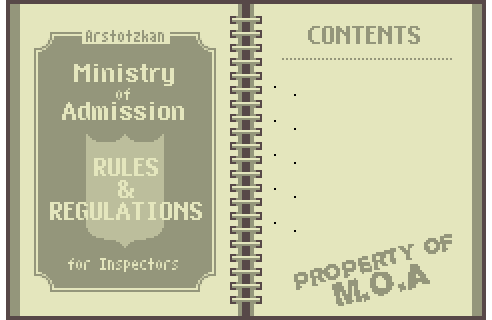 Arstotzkan
Ministry
of
Admission
RULES
&
REGULATIONS
for Inspectors
CONTENTS
PROPERTY OF
M.O.A